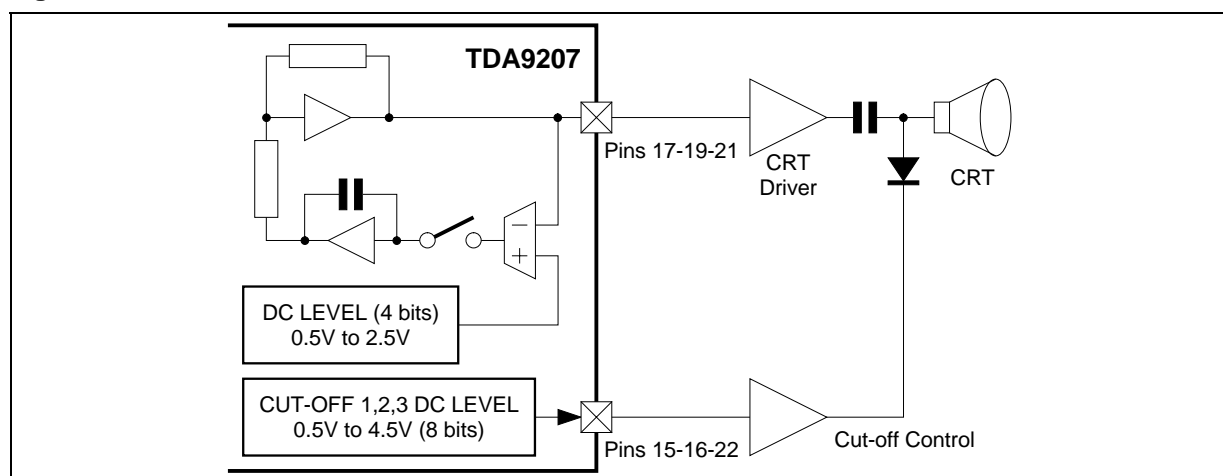 TDA9207
Pins 17-19-21
CRT
Driver
CRT
DC LEVEL (4 bits)
0.5V to 2.5V
CUT-OFF 1,2,3 DC LEVEL
0.5V to 4.5V (8 bits)
Pins 15-16-22
Cut-off Control